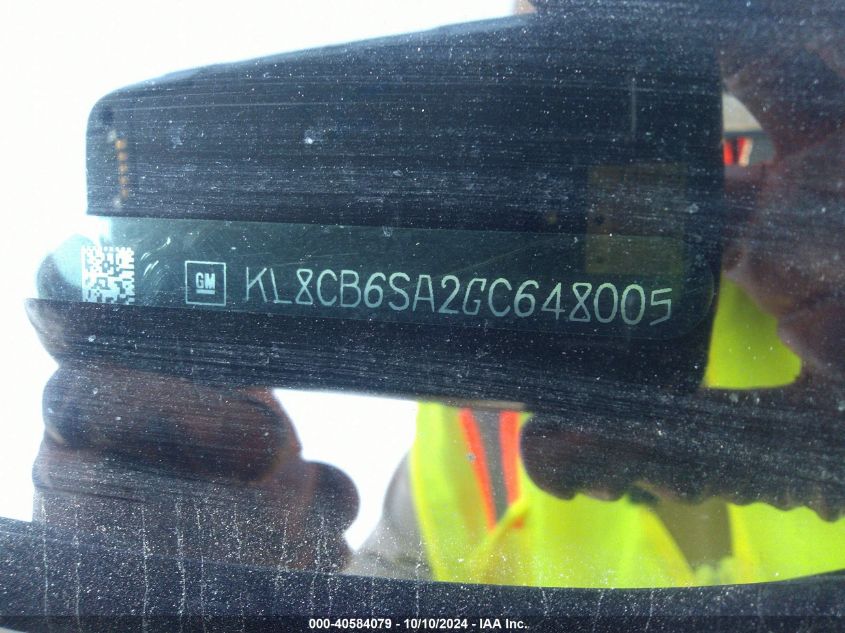 GM KL8CB6SA2GC648005
000-40584079 - 10/10/2024 - IAA Inc.